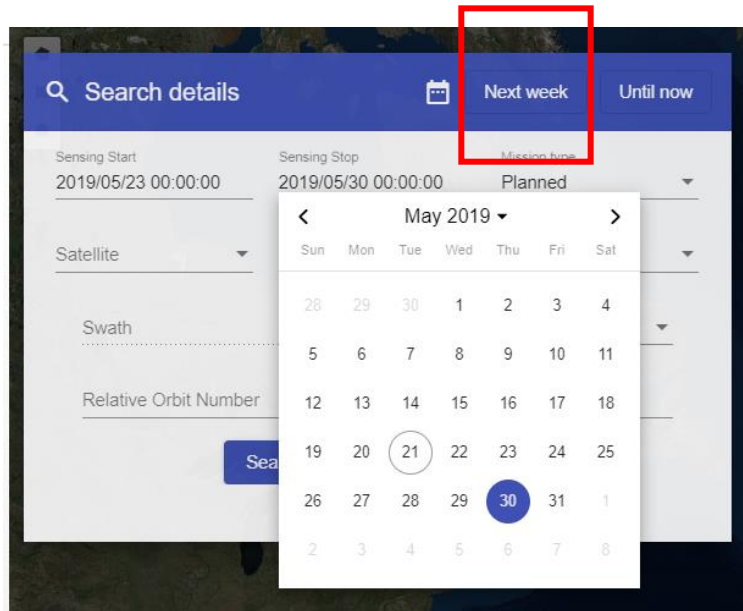 Search details
Next week
Until now
Sensing Start
Sensing Stop
Mission type
2019/05/23 00:00:00
2019/05/30 00:00:00
Planned
May 2019
Sun Mon Tue Wed Thu Fri Sat
28 29 30 1 2 3 4
5 6 7 8 9 10 11
12 13 14 15 16 17 18
19 20 21 22 23 24 25
26 27 28 29 30 31 1
2 3 4 5 6 7 8
Satellite
Swath
Relative Orbit Number
Sea